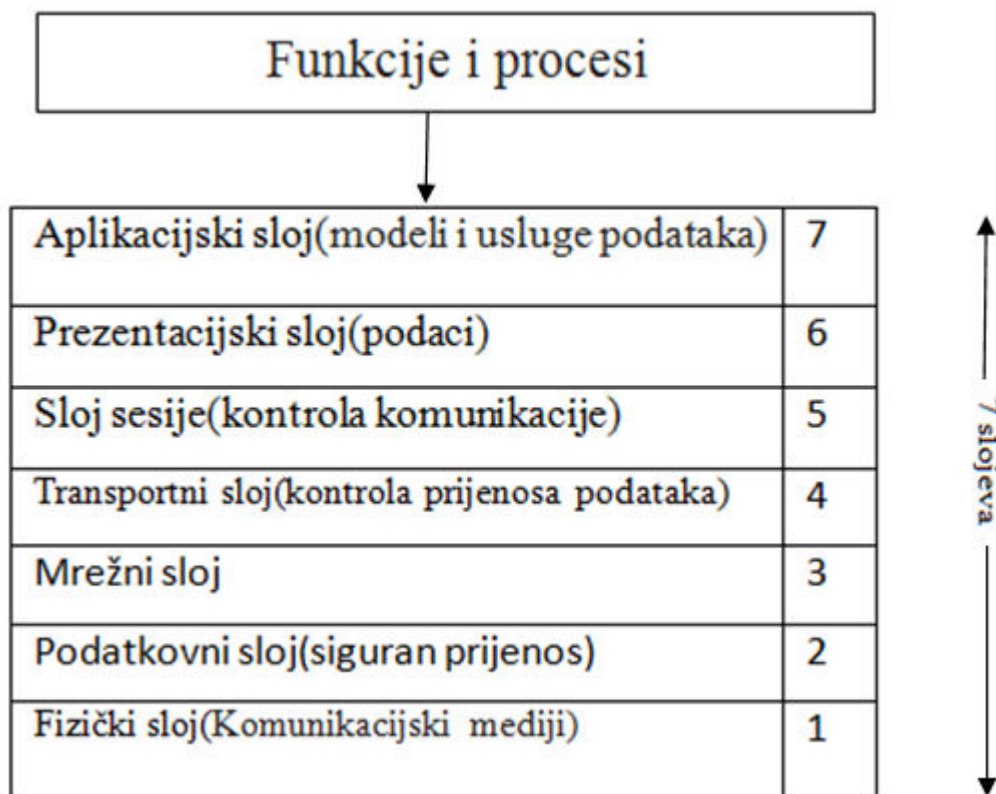 Funkcije i procesi
Aplikacijski sloj(modeli i usluge podataka) 7
Prezentacijski sloj(podaci) 6
Sloj sesije(kontrola komunikacije) 5
Transportni sloj(kontrola prijenosa podataka) 4
Mrežni sloj 3
Podatkovni sloj(siguran prijenos) 2
Fizički sloj(Komunikacijski mediji) 1
7 slojeva